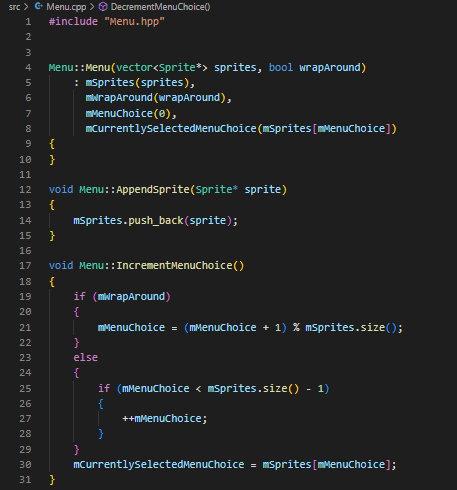 src > Menu.cpp > DecrementMenuChoice()
1 #include "Menu.hpp"
2
3
4 Menu::Menu(vector<Sprite*> sprites, bool wrapAround)
5     : mSprites(sprites),
6       mWrapAround(wrapAround),
7       mMenuChoice(0),
8       mCurrentlySelectedMenuChoice(mSprites[mMenuChoice])
9 {
10 }
11
12 void Menu::AppendSprite(Sprite* sprite)
13 {
14     mSprites.push_back(sprite);
15 }
16
17 void Menu::IncrementMenuChoice()
18 {
19     if (mWrapAround)
20     {
21         mMenuChoice = (mMenuChoice + 1) % mSprites.size();
22     }
23     else
24     {
25         if (mMenuChoice < mSprites.size() - 1)
26         {
27             ++mMenuChoice;
28         }
29     }
30     mCurrentlySelectedMenuChoice = mSprites[mMenuChoice];
31 }